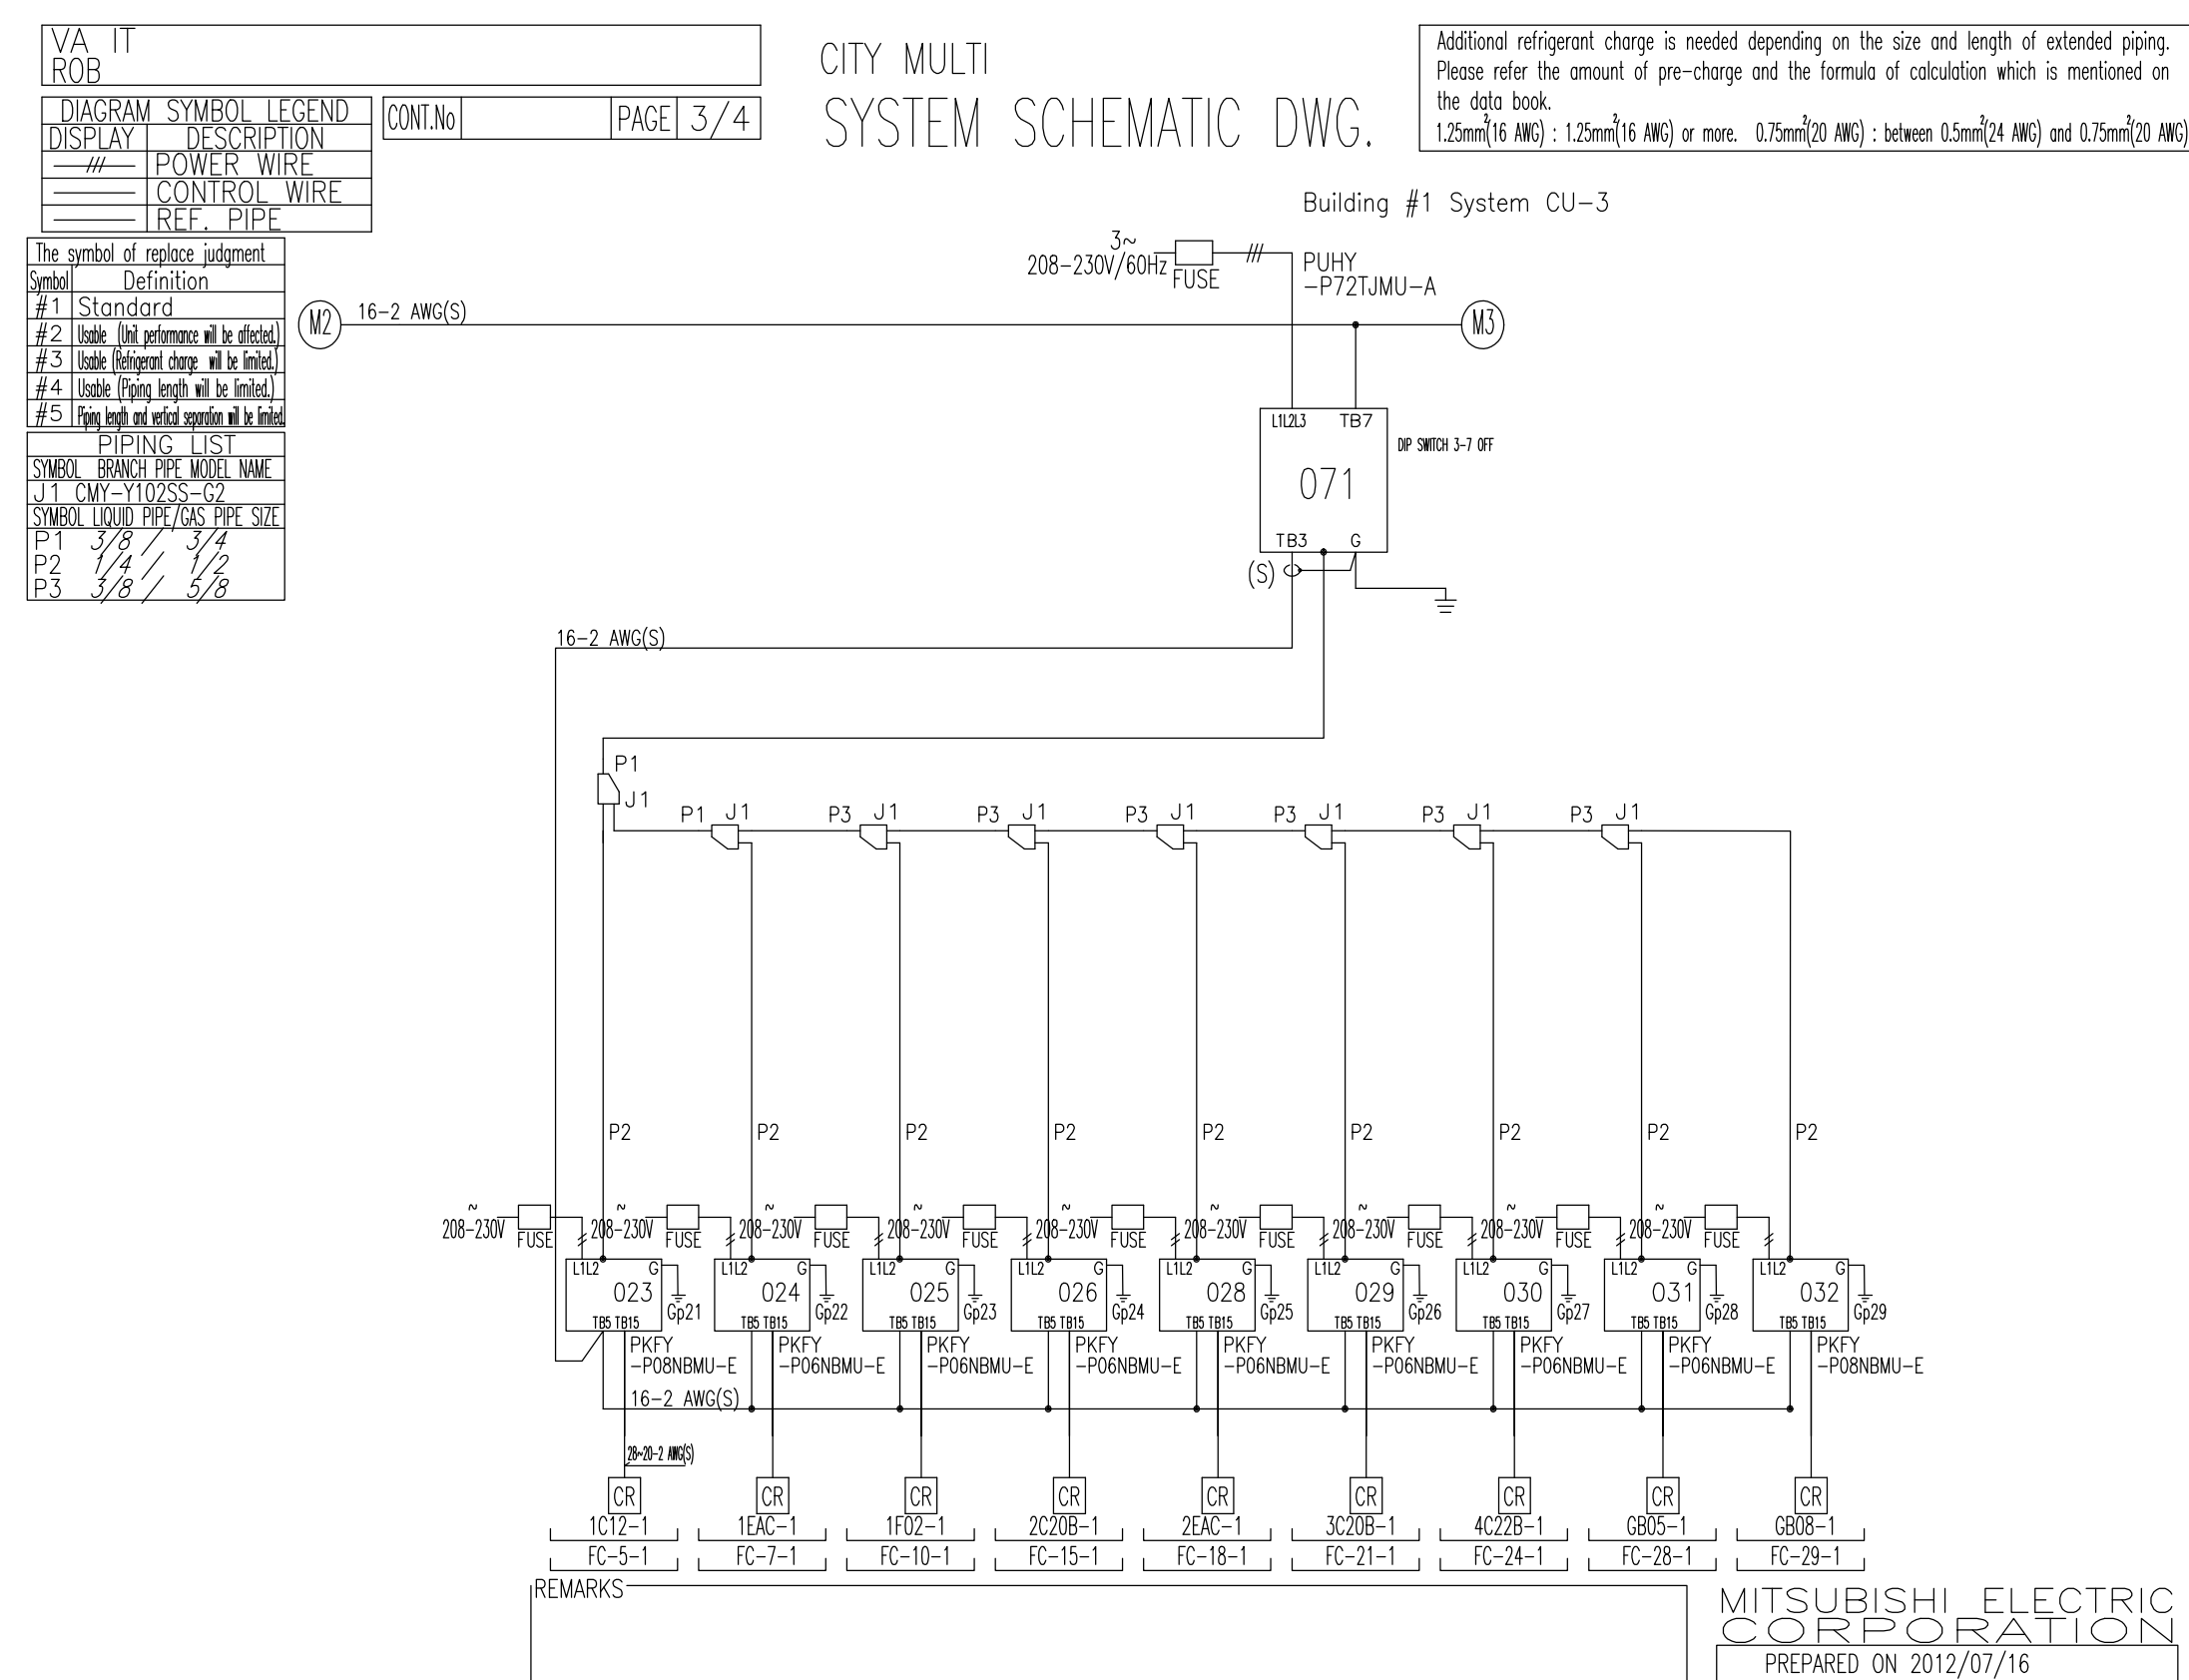 VA IT
ROB
DIAGRAM SYMBOL LEGEND
DISPLAY DESCRIPTION
POWER WIRE
CONTROL WIRE
REF. PIPE
CONT.No PAGE 3/4
CITY MULTI
SYSTEM SCHEMATIC DWG.
Additional refrigerant charge is needed depending on the size and length of extended piping.
Please refer the amount of pre-charge and the formula of calculation which is mentioned on
the data book.
1.25mm²(16 AWG) : 1.25mm²(16 AWG) or more. 0.75mm²(20 AWG) : between 0.5mm²(24 AWG) and 0.75mm²(20 AWG)
The symbol of replace judgment
Symbol Definition
#1 Standard
#2 Usable (Unit performance will be affected.)
#3 Usable (Refrigerant charge will be limited.)
#4 Usable (Piping length will be limited.)
#5 Piping length and vertical separation will be limited.
PIPING LIST
SYMBOL BRANCH PIPE MODEL NAME
J1 CMY-Y102SS-G2
SYMBOL LIQUID PIPE/GAS PIPE SIZE
P1 3/8 / 3/4
P2 1/4 / 1/2
P3 3/8 / 5/8
Building #1 System CU-3
3~
208-230V/60Hz
FUSE
PUHY
-P72TJMU-A
M2
16-2 AWG(S)
M3
L1L2L3 TB7
DIP SWITCH 3-7 OFF
071
TB3 G
(S)
16-2 AWG(S)
P1
J1
P1 J1 P3 J1 P3 J1 P3 J1 P3 J1 P3 J1 P3 J1
P2 P2 P2 P2 P2 P2 P2 P2 P2
~ ~ ~ ~ ~ ~ ~ ~ ~
208-230V 208-230V 208-230V 208-230V 208-230V 208-230V 208-230V 208-230V 208-230V
FUSE FUSE FUSE FUSE FUSE FUSE FUSE FUSE FUSE
L1L2 G L1L2 G L1L2 G L1L2 G L1L2 G L1L2 G L1L2 G L1L2 G L1L2 G
023 024 025 026 028 029 030 031 032
Gp21 Gp22 Gp23 Gp24 Gp25 Gp26 Gp27 Gp28 Gp29
TB5 TB15 TB5 TB15 TB5 TB15 TB5 TB15 TB5 TB15 TB5 TB15 TB5 TB15 TB5 TB15 TB5 TB15
PKFY PKFY PKFY PKFY PKFY PKFY PKFY PKFY PKFY
-P08NBMU-E -P06NBMU-E -P06NBMU-E -P06NBMU-E -P06NBMU-E -P06NBMU-E -P06NBMU-E -P06NBMU-E -P08NBMU-E
16-2 AWG(S)
28~20-2 AWG(S)
CR CR CR CR CR CR CR CR CR
1C12-1 1EAC-1 1F02-1 2C20B-1 2EAC-1 3C20B-1 4C22B-1 GB05-1 GB08-1
FC-5-1 FC-7-1 FC-10-1 FC-15-1 FC-18-1 FC-21-1 FC-24-1 FC-28-1 FC-29-1
REMARKS
MITSUBISHI ELECTRIC
CORPORATION
PREPARED ON 2012/07/16